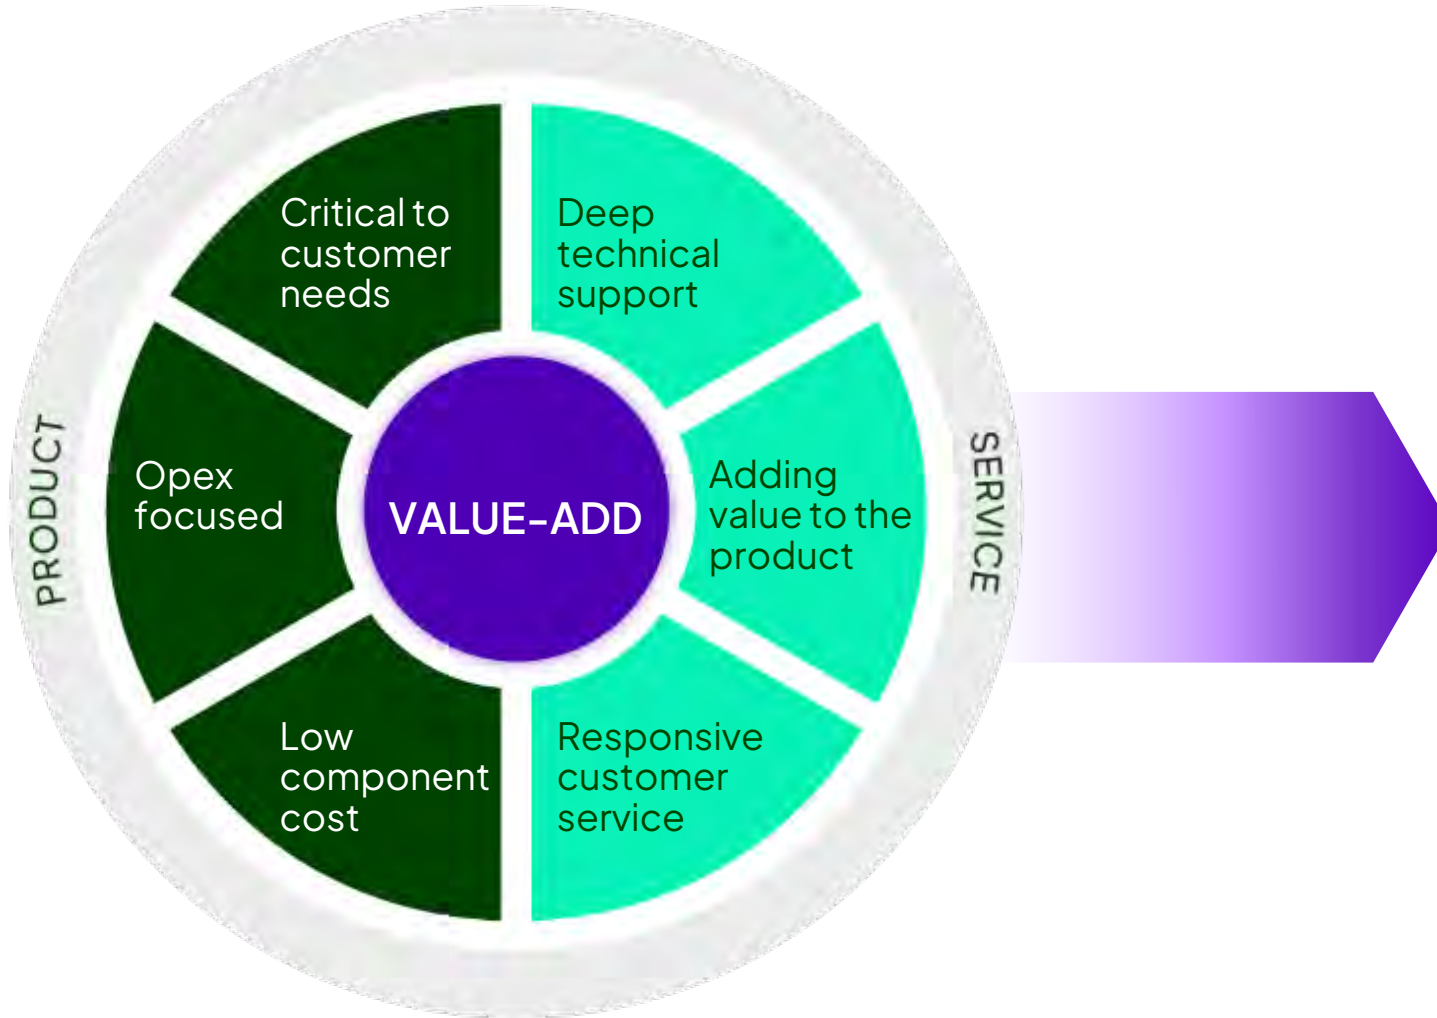 Critical to
customer
needs
Deep
technical
support
PRODUCT
Opex
focused
VALUE-ADD
Adding
value to the
product
SERVICE
Low
component
cost
Responsive
customer
service